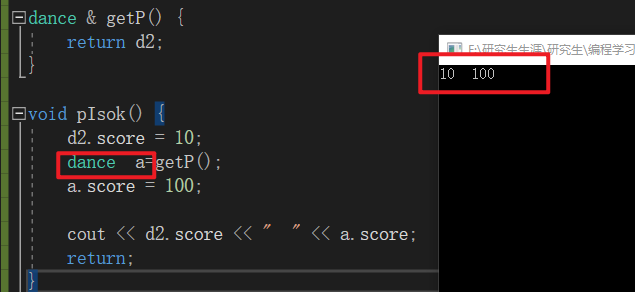 dance & getP() {
    return d2;
}
void pIsok() {
    d2.score = 10;
    dance  a=getP();
    a.score = 100;
    cout << d2.score << "  " << a.score;
    return;
}
F:\研究生生涯\研究生\编程学习
10  100